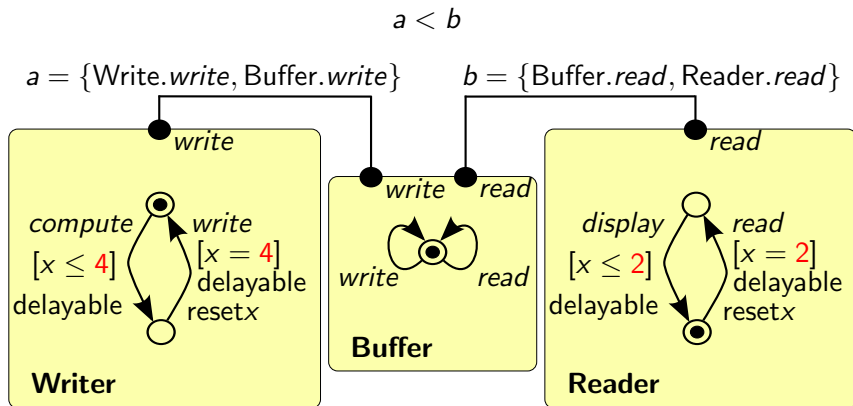 a < b
a = {Write.write, Buffer.write} b = {Buffer.read, Reader.read}
write
compute
write
[x ≤ 4]
[x = 4]
delayable
delayable
resetx
Writer
write
read
write
read
Buffer
read
display
read
[x ≤ 2]
[x = 2]
delayable
delayable
resetx
Reader